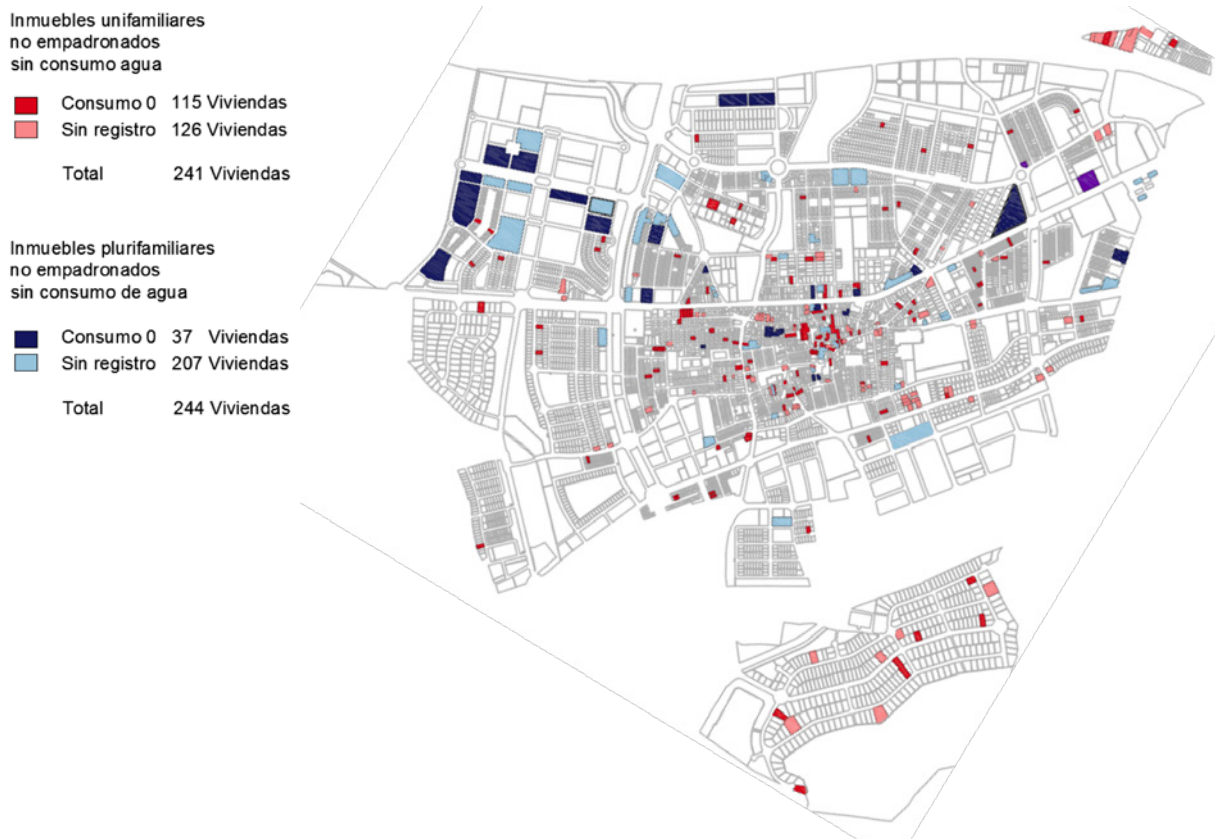 Inmuebles unifamiliares
no empadronados
sin consumo agua
Consumo 0 115 Viviendas
Sin registro 126 Viviendas
Total 241 Viviendas
Inmuebles plurifamiliares
no empadronados
sin consumo de agua
Consumo 0 37 Viviendas
Sin registro 207 Viviendas
Total 244 Viviendas